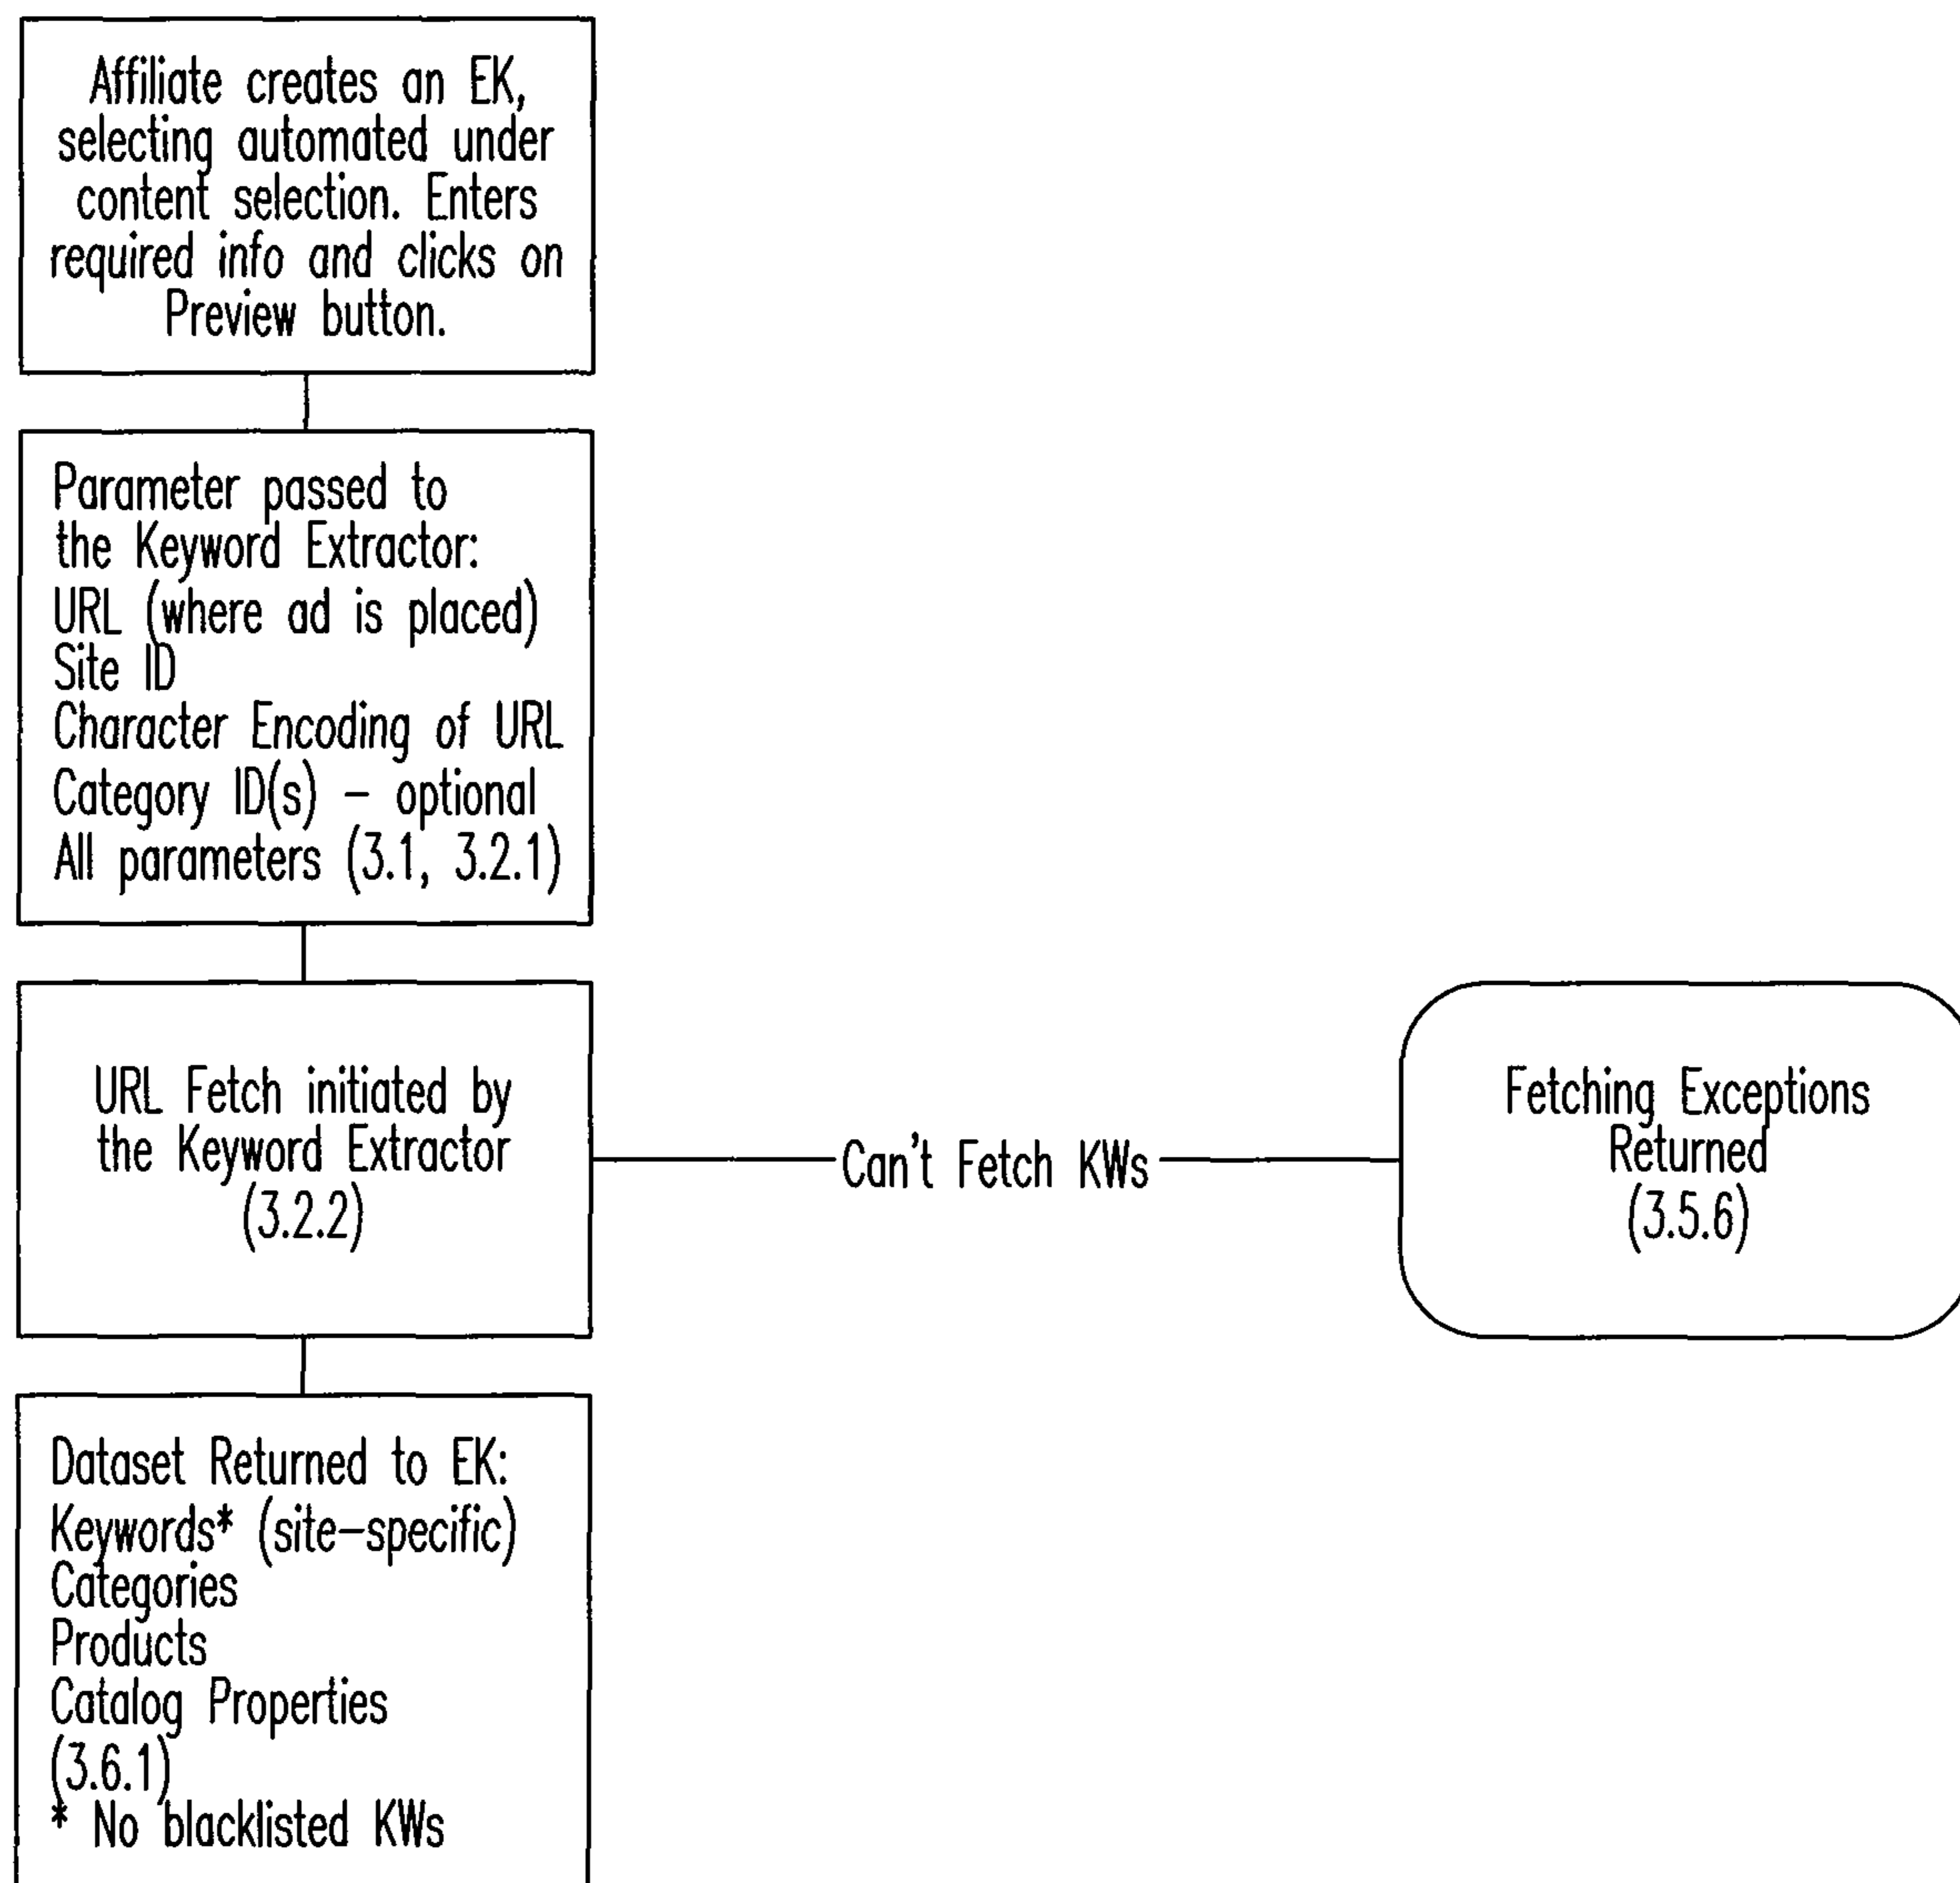 Affiliate creates an EK,
selecting automated under
content selection. Enters
required info and clicks on
Preview button.
Parameter passed to
the Keyword Extractor:
URL (where ad is placed)
Site ID
Character Encoding of URL
Category ID(s) – optional
All parameters (3.1, 3.2.1)
URL Fetch initiated by
the Keyword Extractor
(3.2.2)
Can't Fetch KWs
Fetching Exceptions
Returned
(3.5.6)
Dataset Returned to EK:
Keywords* (site–specific)
Categories
Products
Catalog Properties
(3.6.1)
* No blacklisted KWs